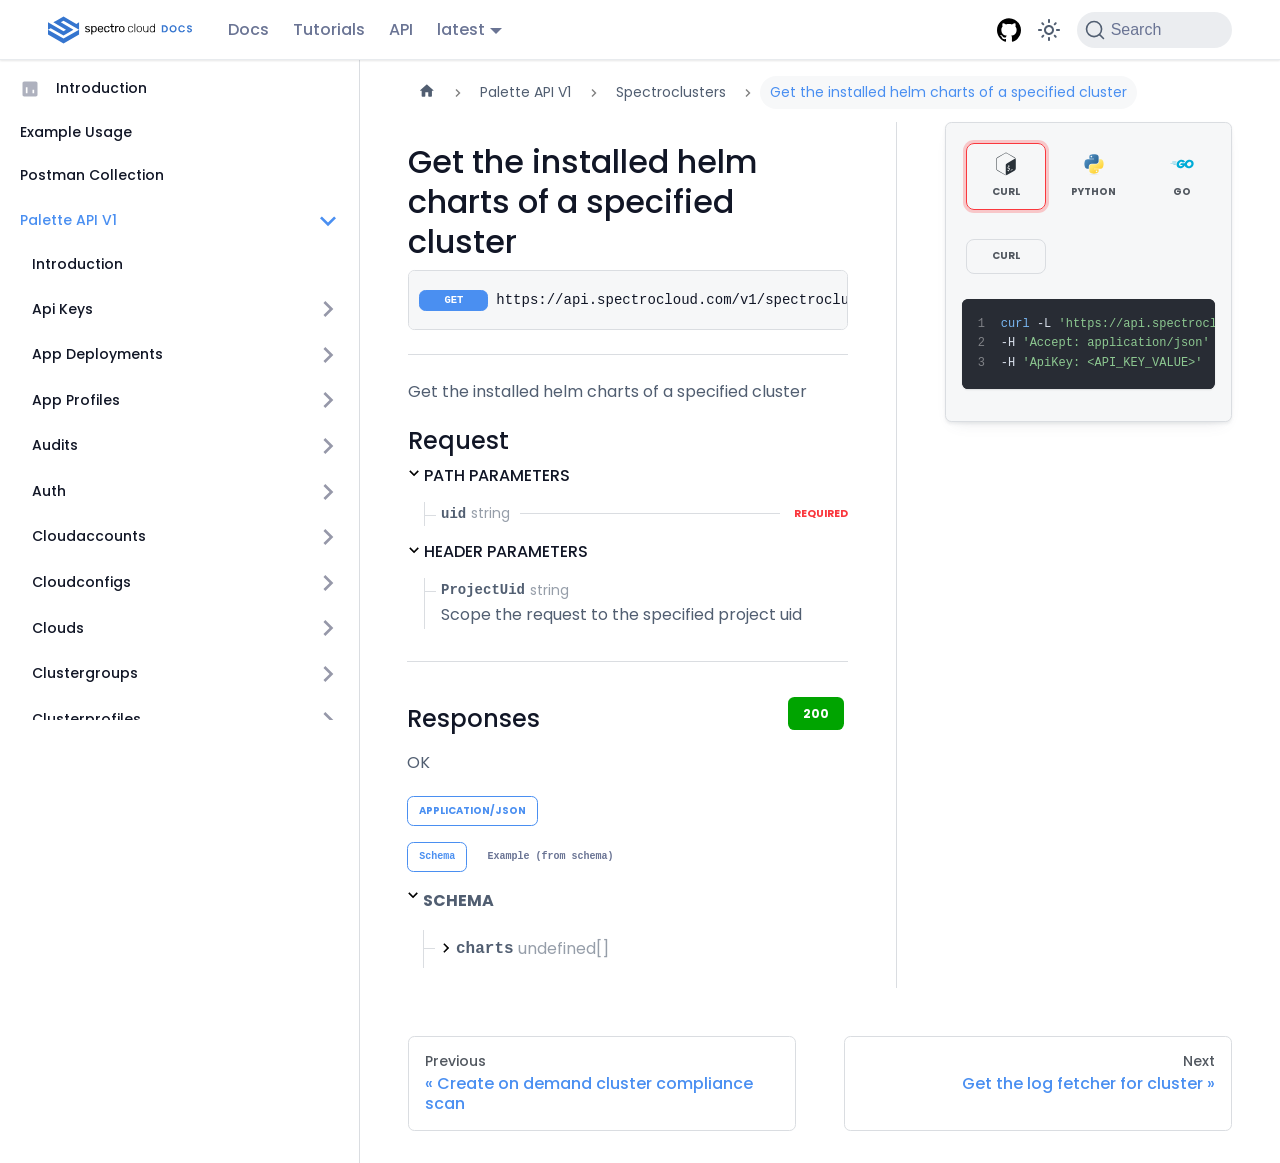 spectro cloud DOCS
Docs
Tutorials
API
latest
Search
Introduction
Example Usage
Postman Collection
Palette API V1
Introduction
Api Keys
App Deployments
App Profiles
Audits
Auth
Cloudaccounts
Cloudconfigs
Clouds
Clustergroups
Clusterprofiles
Palette API V1
Spectroclusters
Get the installed helm charts of a specified cluster
Get the installed helm
charts of a specified
cluster
GET https://api.spectrocloud.com/v1/spectroclu
Get the installed helm charts of a specified cluster
Request
PATH PARAMETERS
uid string REQUIRED
HEADER PARAMETERS
ProjectUid string
Scope the request to the specified project uid
Responses
200
OK
APPLICATION/JSON
Schema
Example (from schema)
SCHEMA
charts undefined[]
CURL
PYTHON
GO
CURL
1 curl -L 'https://api.spectrocl
2 -H 'Accept: application/json'
3 -H 'ApiKey: <API_KEY_VALUE>'
Previous
« Create on demand cluster compliance
scan
Next
Get the log fetcher for cluster »